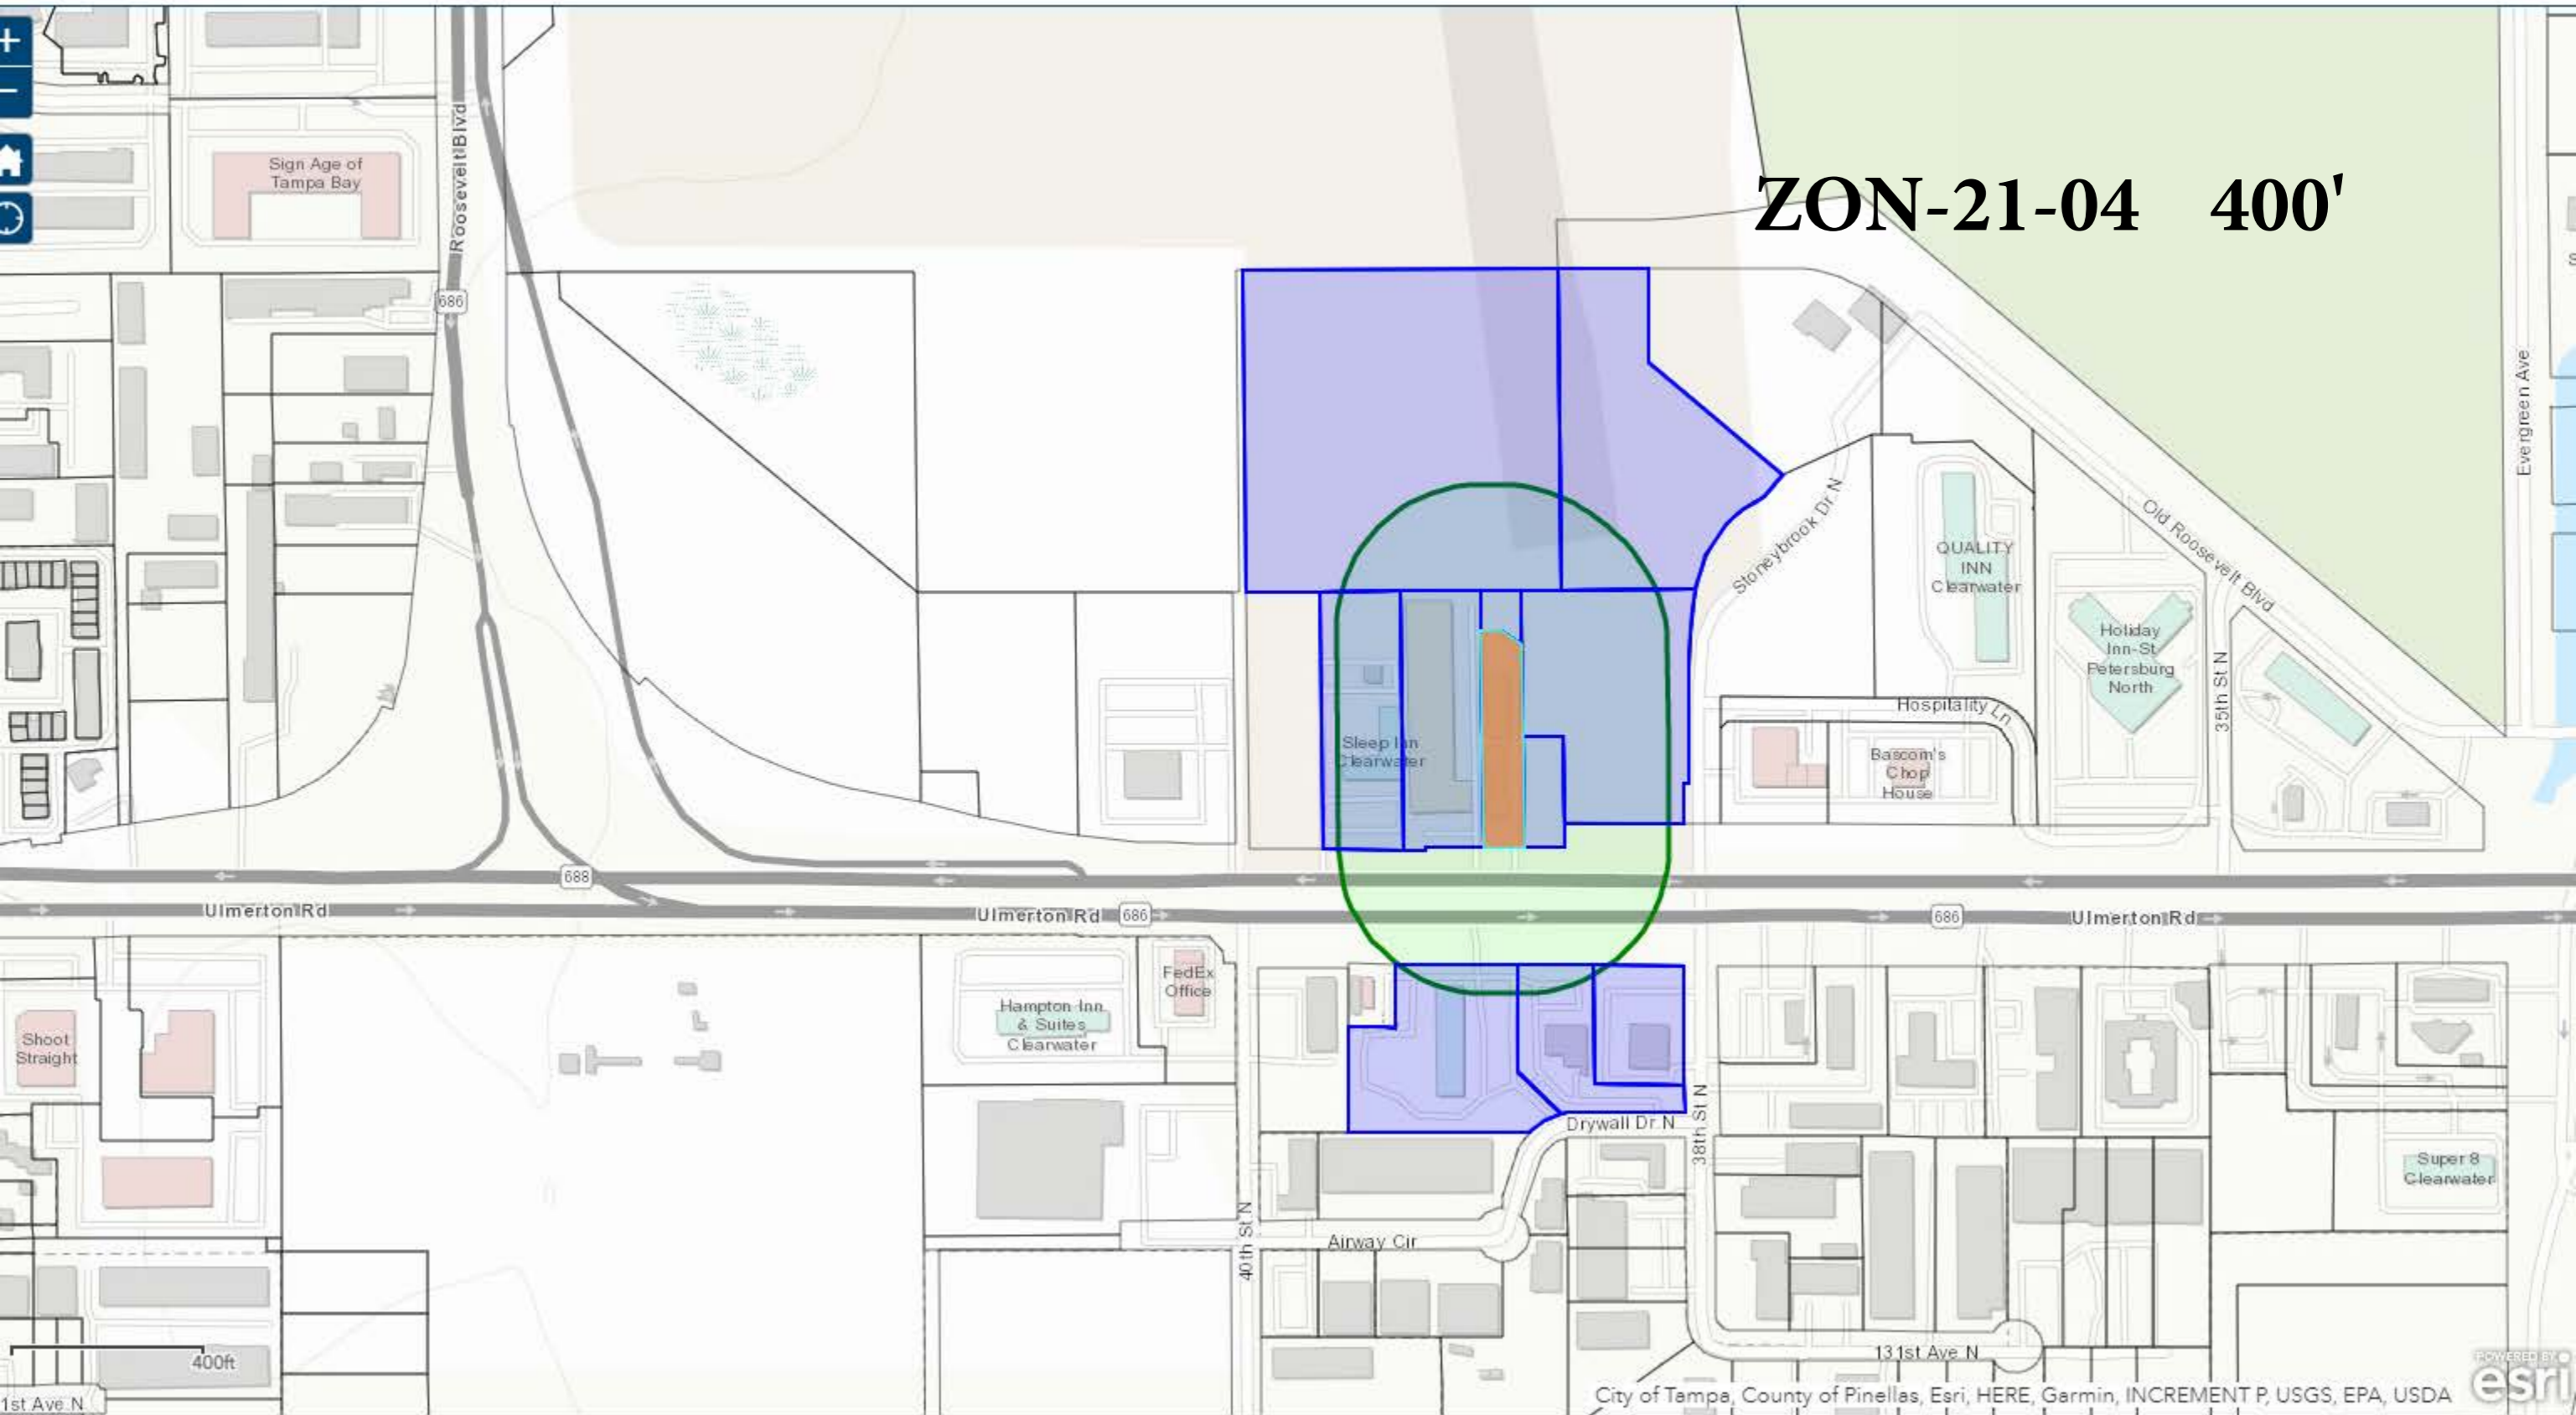 +
−
ZON-21-04 400'
Sign Age of
Tampa Bay
Roosevelt Blvd
686
Evergreen Ave
Stoneybrook Dr N
QUALITY
INN
Clearwater
Old Roosevelt Blvd
Holiday
Inn-St
Petersburg
North
35th St N
Hospitality Ln
Sleep Inn
Clearwater
Bascom's
Chop
House
688
Ulmerton Rd
Ulmerton Rd
686
686
Ulmerton Rd
FedEx
Office
Hampton Inn
& Suites
Clearwater
Shoot
Straight
Drywall Dr N
38th St N
Super 8
Clearwater
40th St N
Airway Cir
131st Ave N
400ft
1st Ave N
City of Tampa, County of Pinellas, Esri, HERE, Garmin, INCREMENT P, USGS, EPA, USDA
POWERED BY
esri